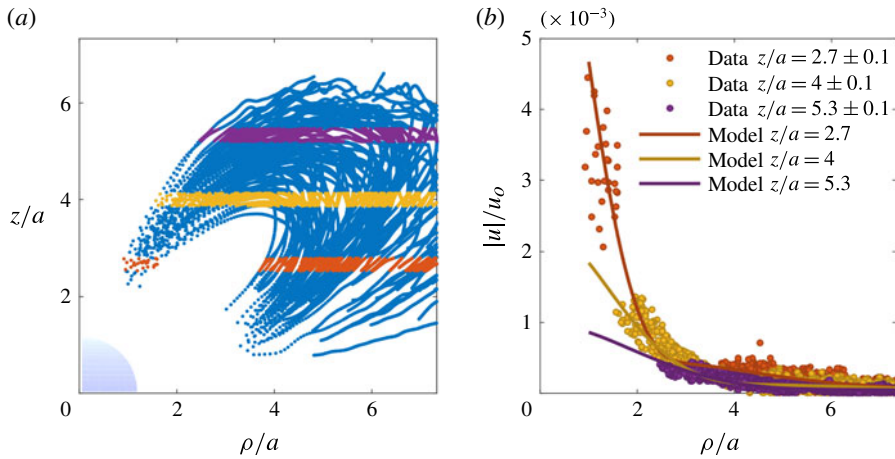 (a)
6
4
2
0
2
4
6
z/a
ρ/a
(b)
(× 10⁻³)
5
4
3
2
1
0
2
4
6
|u|/u_o
ρ/a
Data z/a = 2.7 ± 0.1
Data z/a = 4 ± 0.1
Data z/a = 5.3 ± 0.1
Model z/a = 2.7
Model z/a = 4
Model z/a = 5.3